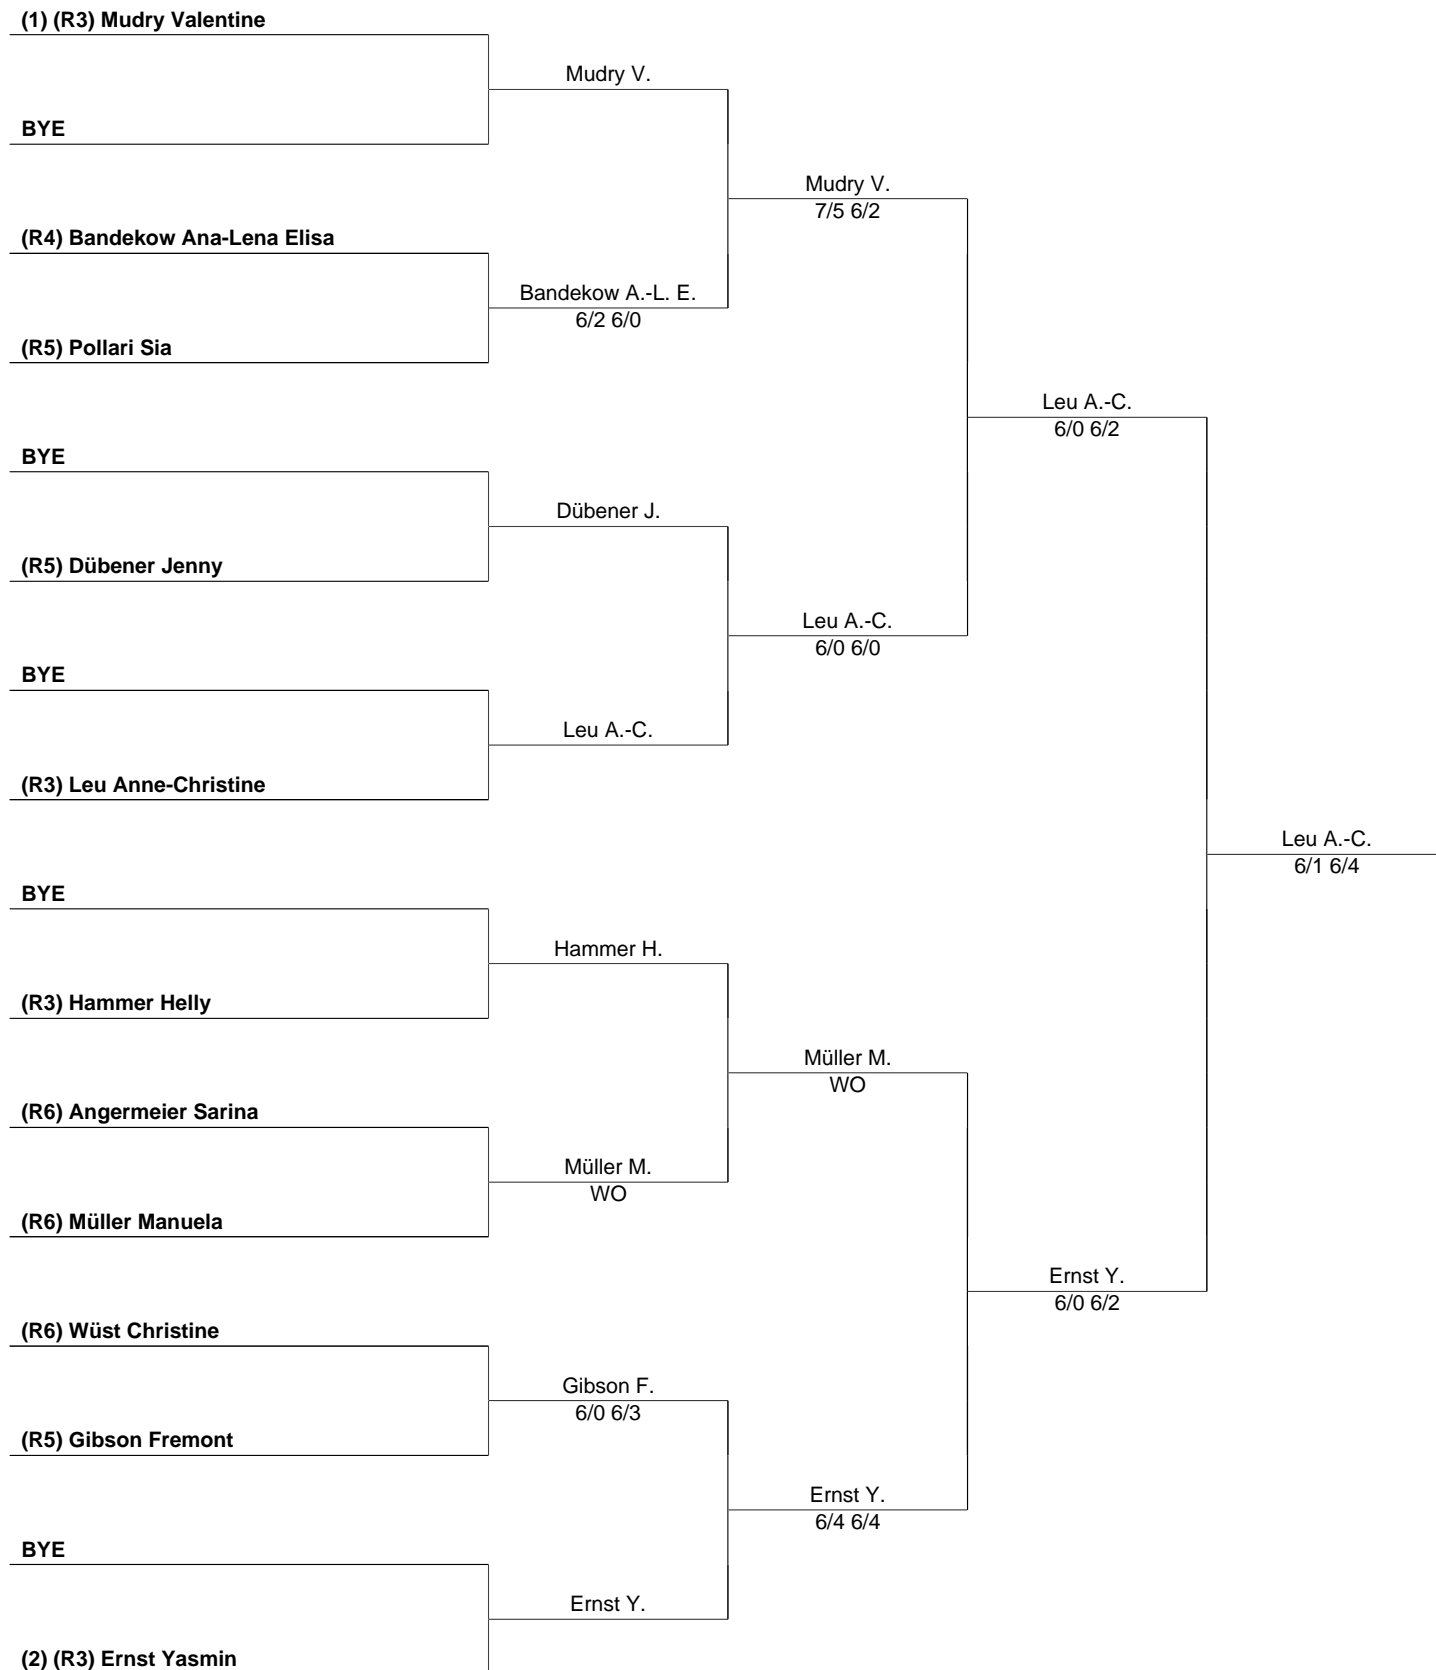 (1) (R3) Mudry Valentine
Mudry V.
BYE
Mudry V.
7/5 6/2
(R4) Bandekow Ana-Lena Elisa
Bandekow A.-L. E.
6/2 6/0
(R5) Pollari Sia
Leu A.-C.
6/0 6/2
BYE
Dübener J.
(R5) Dübener Jenny
Leu A.-C.
6/0 6/0
BYE
Leu A.-C.
(R3) Leu Anne-Christine
Leu A.-C.
6/1 6/4
BYE
Hammer H.
(R3) Hammer Helly
Müller M.
WO
(R6) Angermeier Sarina
Müller M.
WO
(R6) Müller Manuela
Ernst Y.
6/0 6/2
(R6) Wüst Christine
Gibson F.
6/0 6/3
(R5) Gibson Fremont
Ernst Y.
6/4 6/4
BYE
Ernst Y.
(2) (R3) Ernst Yasmin